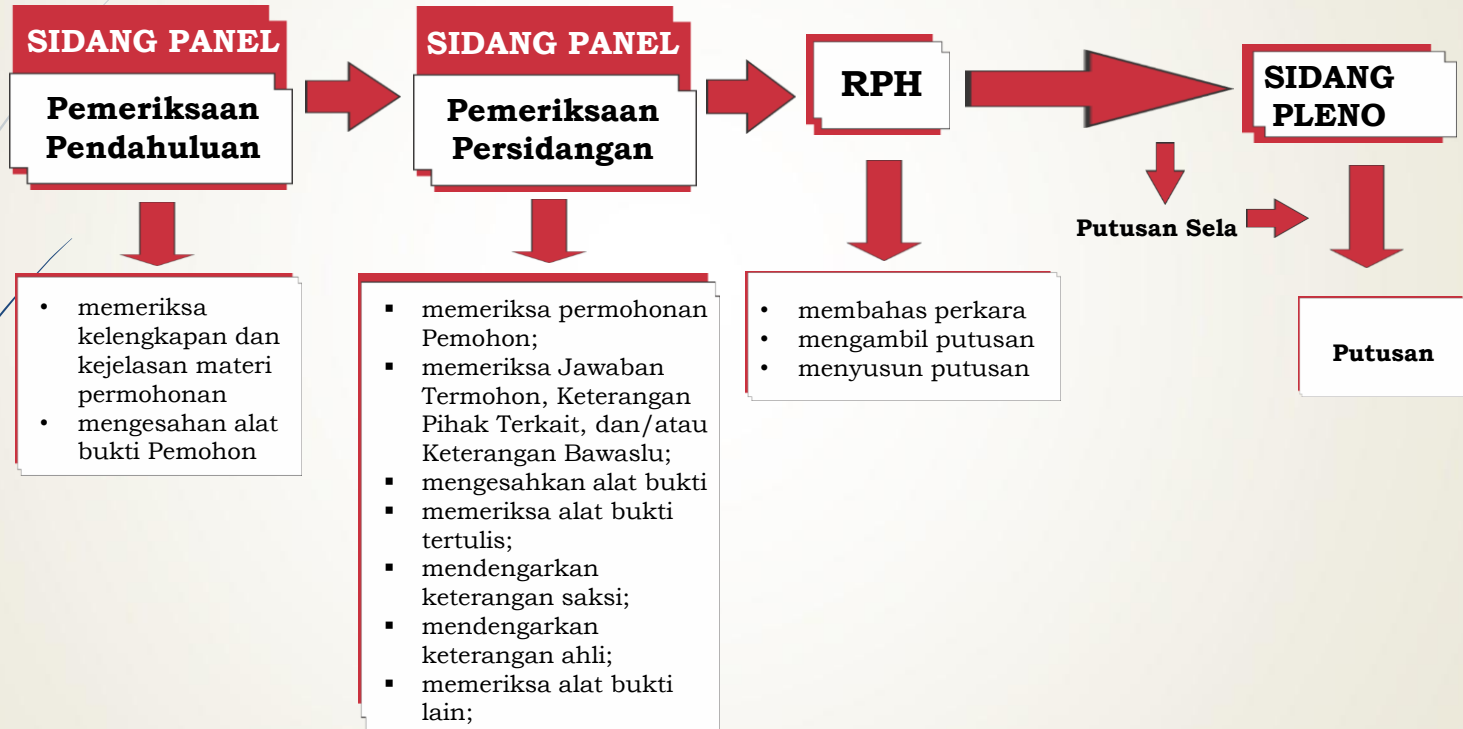 SIDANG PANEL
Pemeriksaan
Pendahuluan
• memeriksa
kelengkapan dan
kejelasan materi
permohonan
• mengesahan alat
bukti Pemohon
SIDANG PANEL
Pemeriksaan
Persidangan
▪ memeriksa permohonan
Pemohon;
▪ memeriksa Jawaban
Termohon, Keterangan
Pihak Terkait, dan/atau
Keterangan Bawaslu;
▪ mengesahkan alat bukti
▪ memeriksa alat bukti
tertulis;
▪ mendengarkan
keterangan saksi;
▪ mendengarkan
keterangan ahli;
▪ memeriksa alat bukti
lain;
RPH
• membahas perkara
• mengambil putusan
• menyusun putusan
Putusan Sela
SIDANG
PLENO
Putusan